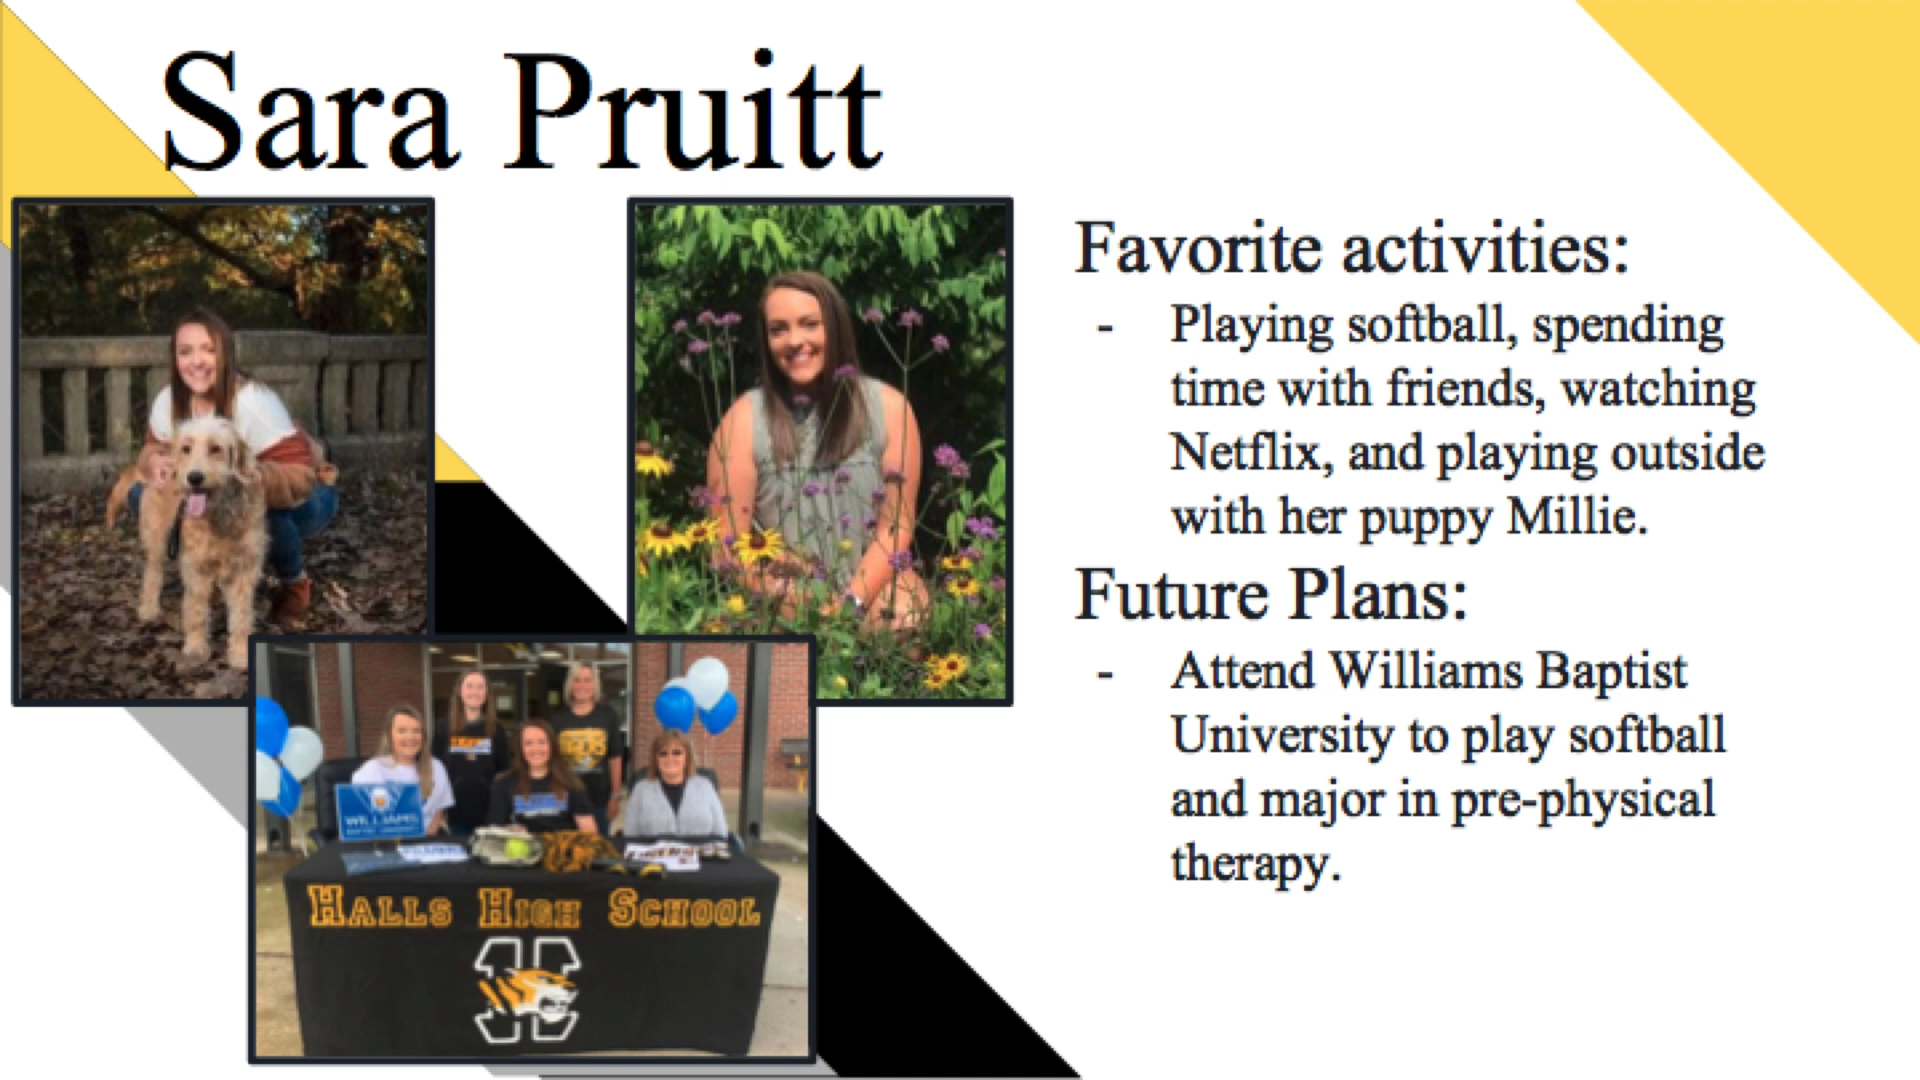 Sara Pruitt
Favorite activities:
- Playing softball, spending
time with friends, watching
Netflix, and playing outside
with her puppy Millie.
Future Plans:
- Attend Williams Baptist
University to play softball
and major in pre-physical
therapy.
WILLIAMS
HALLS HIGH SCHOOL